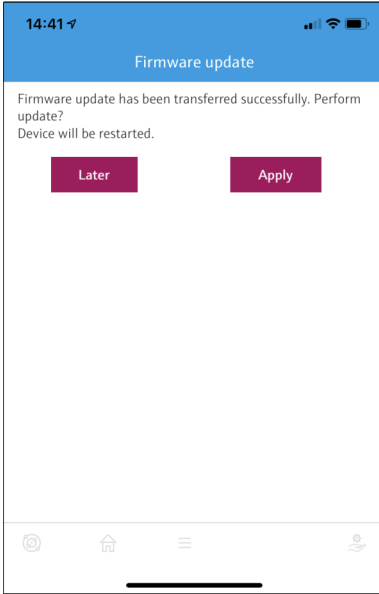 14:41
Firmware update
Firmware update has been transferred successfully. Perform
update?
Device will be restarted.
Later
Apply